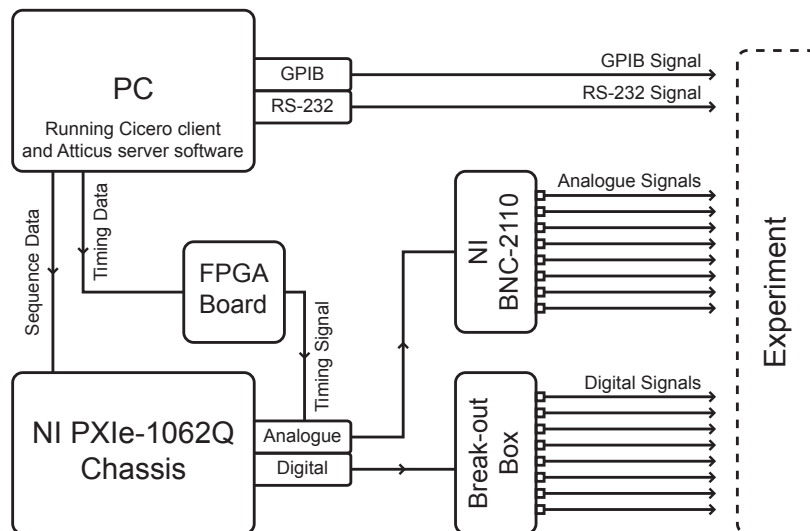 PC
Running Cicero client
and Atticus server software
GPIB
RS-232
GPIB Signal
RS-232 Signal
Sequence Data
Timing Data
FPGA
Board
Timing Signal
NI
BNC-2110
Analogue Signals
Experiment
NI PXIe-1062Q
Chassis
Analogue
Digital
Break-out
Box
Digital Signals